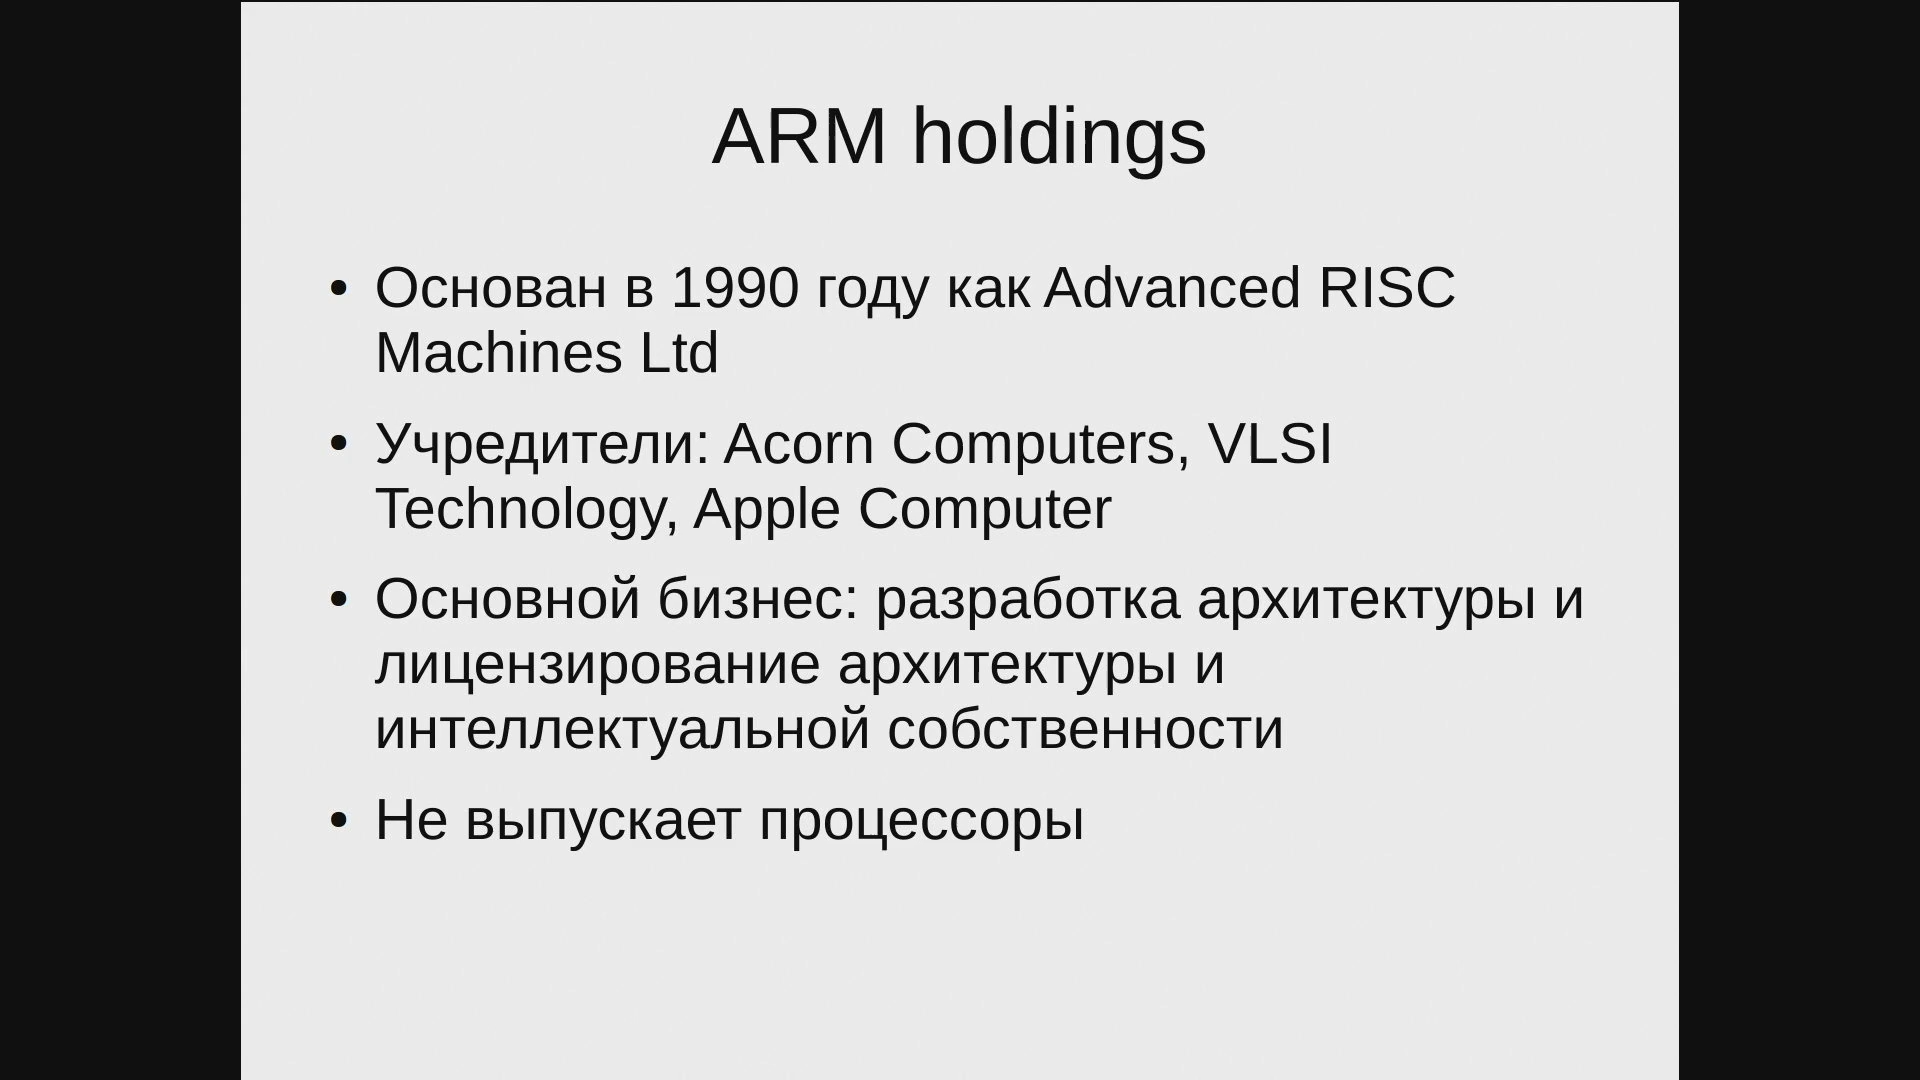 ARM holdings
• Основан в 1990 году как Advanced RISC
Machines Ltd
• Учредители: Acorn Computers, VLSI
Technology, Apple Computer
• Основной бизнес: разработка архитектуры и
лицензирование архитектуры и
интеллектуальной собственности
• Не выпускает процессоры